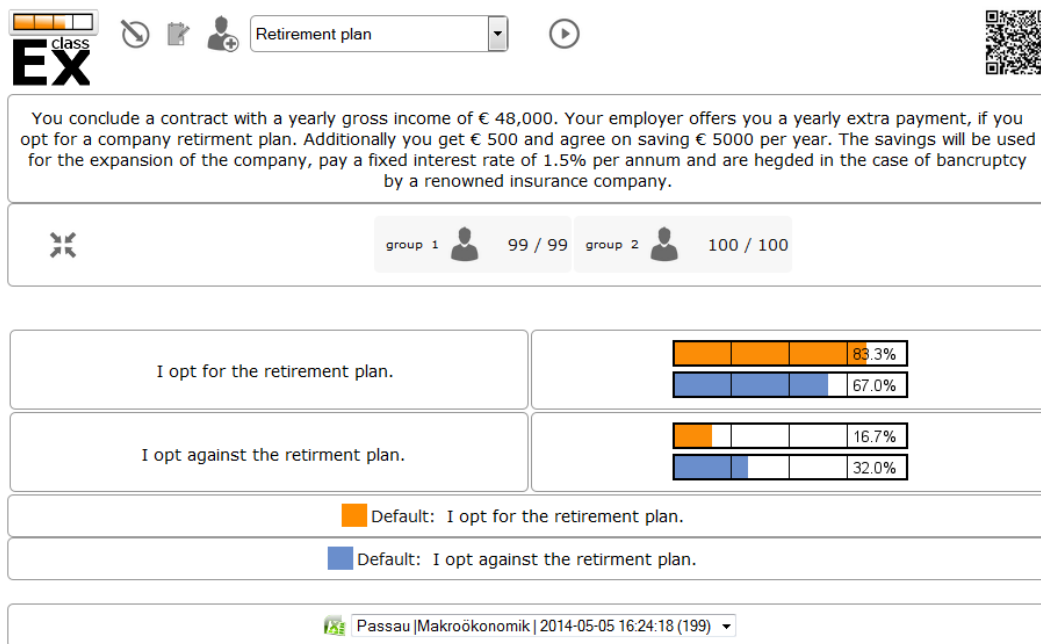 class
Ex
Retirement plan
You conclude a contract with a yearly gross income of € 48,000. Your employer offers you a yearly extra payment, if you
opt for a company retirment plan. Additionally you get € 500 and agree on saving € 5000 per year. The savings will be used
for the expansion of the company, pay a fixed interest rate of 1.5% per annum and are hegded in the case of bancruptcy
by a renowned insurance company.
group 1 99 / 99 group 2 100 / 100
I opt for the retirement plan.
83.3%
67.0%
I opt against the retirment plan.
16.7%
32.0%
Default: I opt for the retirement plan.
Default: I opt against the retirment plan.
Passau |Makroökonomik | 2014-05-05 16:24:18 (199)